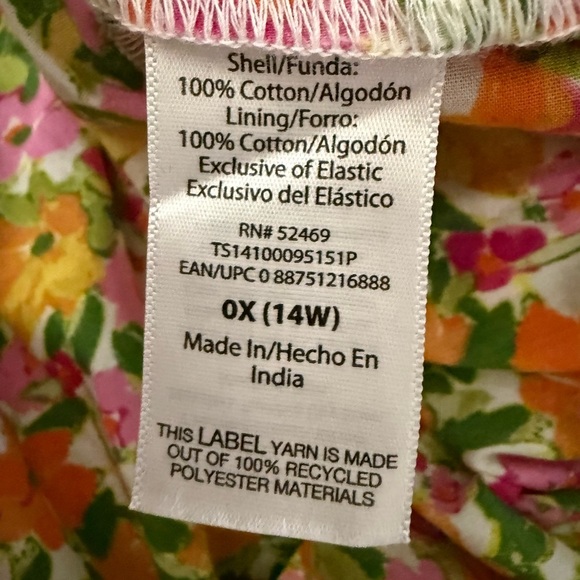 Shell/Funda:
100% Cotton/Algodón
Lining/Forro:
100% Cotton/Algodón
Exclusive of Elastic
Exclusivo del Elástico
RN# 52469
TS14100095151P
EAN/UPC 0 88751216888
0X (14W)
Made In/Hecho En
India
THIS LABEL YARN IS MADE
OUT OF 100% RECYCLED
POLYESTER MATERIALS